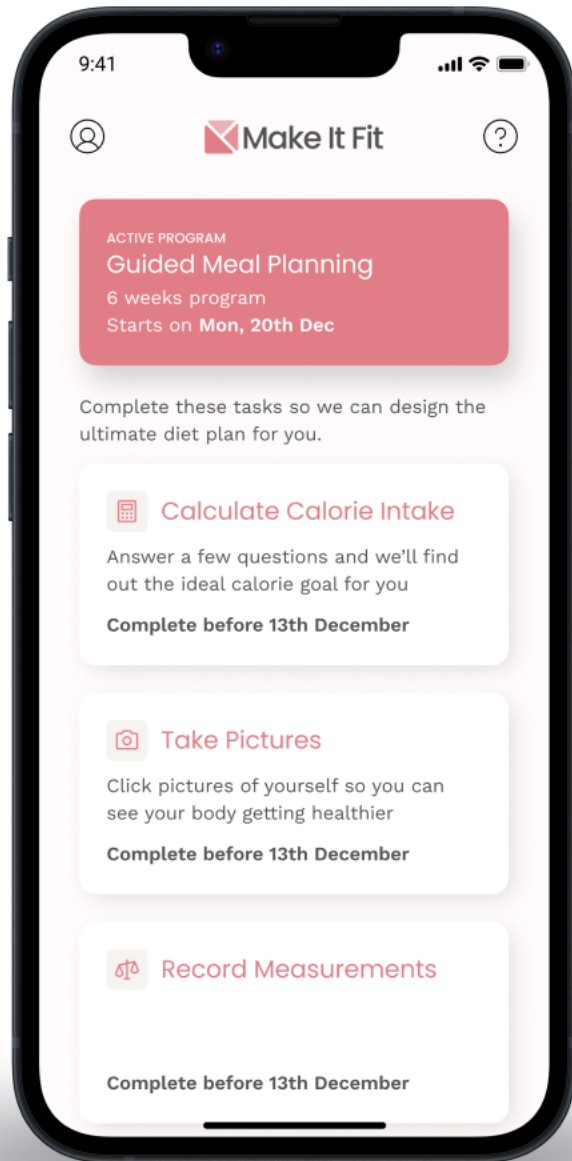 9:41
Make It Fit
ACTIVE PROGRAM
Guided Meal Planning
6 weeks program
Starts on Mon, 20th Dec
Complete these tasks so we can design the
ultimate diet plan for you.
Calculate Calorie Intake
Answer a few questions and we’ll find
out the ideal calorie goal for you
Complete before 13th December
Take Pictures
Click pictures of yourself so you can
see your body getting healthier
Complete before 13th December
Record Measurements
Complete before 13th December